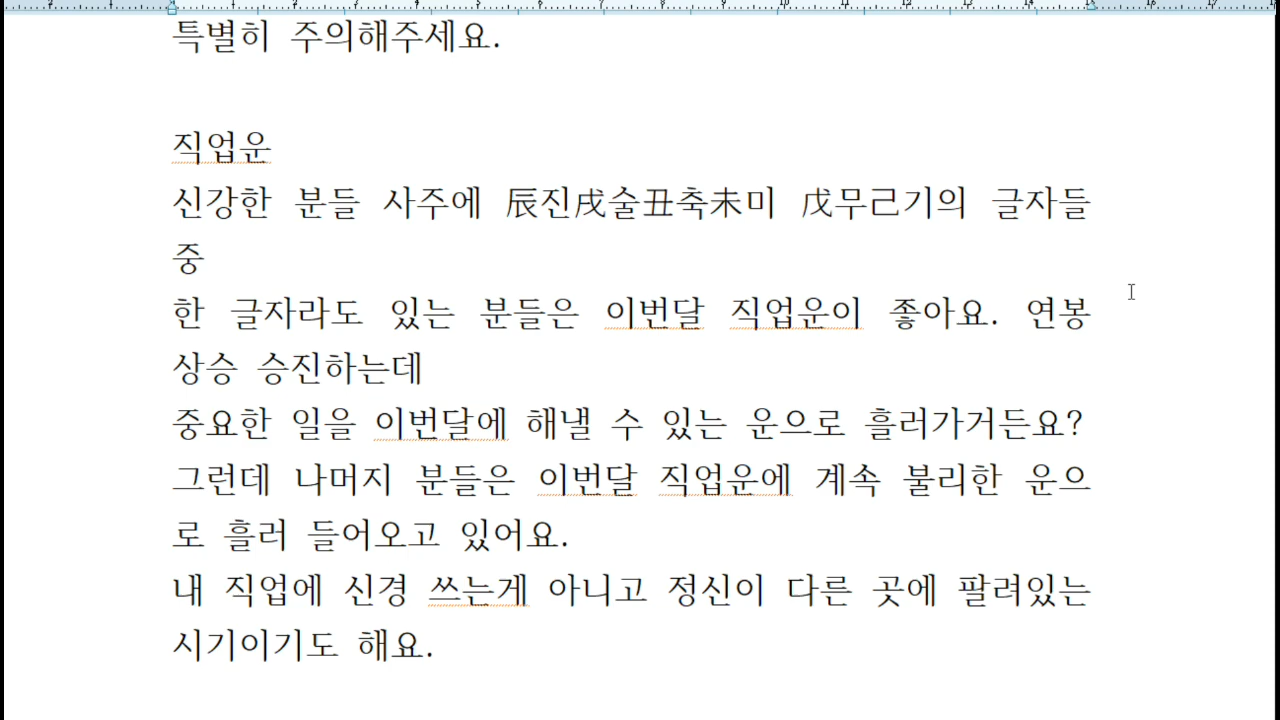 특별히 주의해주세요.
직업운
신강한 분들 사주에 辰진戌술丑축未미 戊무己기의 글자들
중
한 글자라도 있는 분들은 이번달 직업운이 좋아요. 연봉
상승 승진하는데
중요한 일을 이번달에 해낼 수 있는 운으로 흘러가거든요?
그런데 나머지 분들은 이번달 직업운에 계속 불리한 운으
로 흘러 들어오고 있어요.
내 직업에 신경 쓰는게 아니고 정신이 다른 곳에 팔려있는
시기이기도 해요.